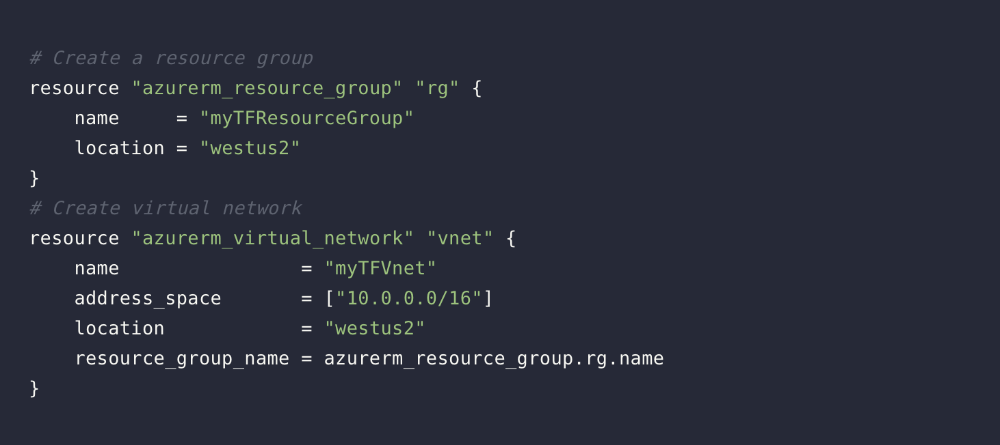 # Create a resource group
resource "azurerm_resource_group" "rg" {
    name     = "myTFResourceGroup"
    location = "westus2"
}
# Create virtual network
resource "azurerm_virtual_network" "vnet" {
    name                = "myTFVnet"
    address_space       = ["10.0.0.0/16"]
    location            = "westus2"
    resource_group_name = azurerm_resource_group.rg.name
}